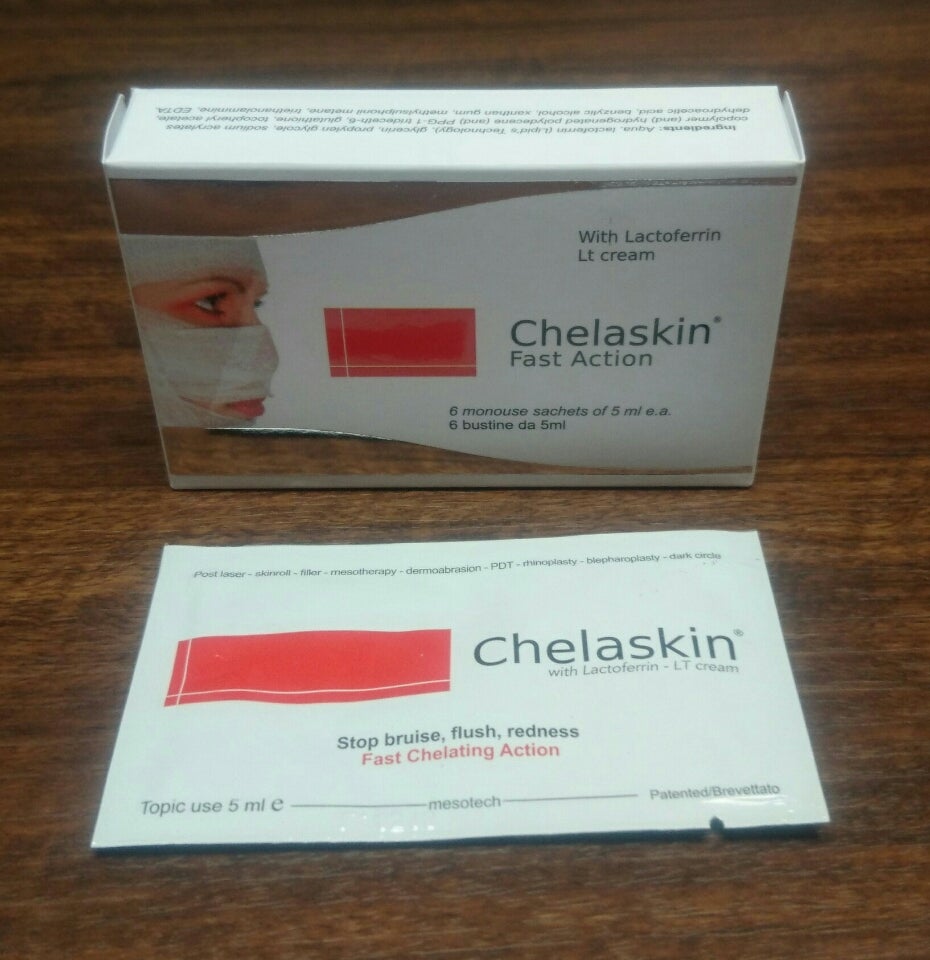 Ingredients: Aqua, lactoferrin (Lipid's Technology), glycerin, propylen glycole, sodium acrylates
copolymer (and) hydrogenated polydecene (and) PPG-1 trideceth-6, glutathione, tocopheryl acetate,
dehydroacetic acid, benzylic alcohol, xanthan gum, methylsulphonil metane, triethanolamine, EDTA.
With Lactoferrin
Lt cream
Chelaskin®
Fast Action
6 monouse sachets of 5 ml e.a.
6 bustine da 5ml
Post laser - skinroll - filler - mesotherapy - dermoabrasion - PDT - rhinoplasty - blepharoplasty - dark circle
Chelaskin®
with Lactoferrin - LT cream
Stop bruise, flush, redness
Fast Chelating Action
Topic use 5 ml e mesotech Patented/Brevettato